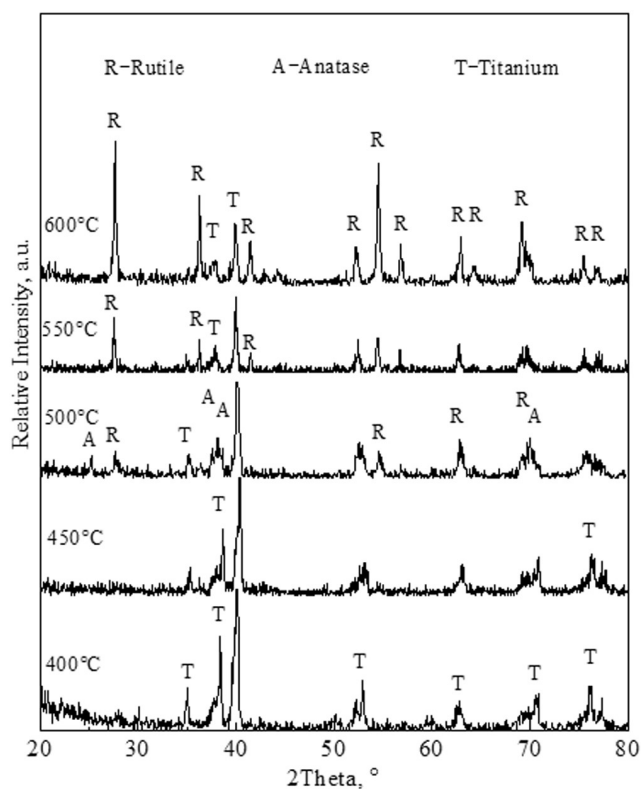 R-Rutile A-Anatase T-Titanium
R R
R T
600°C R T R R R R R R R R
R
550°C R T R
500°C A A R R A
A R T R
T
450°C T
T
400°C T T T T T
20 30 40 50 60 70 80
2Theta, °
Relative Intensity, a.u.